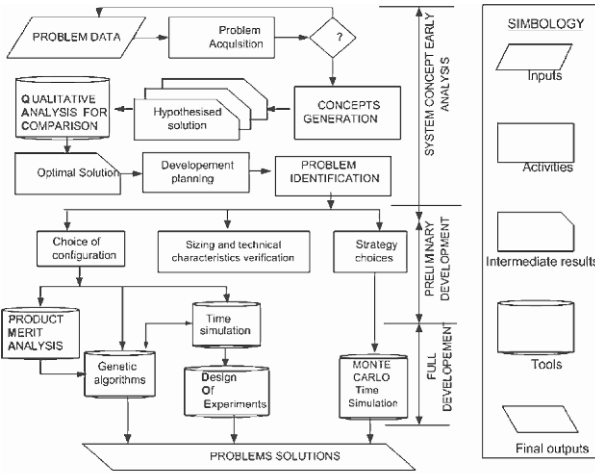 PROBLEM DATA
Problem
Acquisition
?
QUALITATIVE
ANALYSIS FOR
COMPARISON
Hypothesised
solution
CONCEPTS
GENERATION
Optimal Solution
Developement
planning
PROBLEM
IDENTIFICATION
SYSTEM CONCEPT EARLY
ANALYSIS
Choice of
configuration
Sizing and technical
characteristics verification
Strategy
choices
PRELIMINARY
DEVELOPMENT
PRODUCT
MERIT
ANALYSIS
Time
simulation
Genetic
algorithms
Design
Of
Experiments
MONTE
CARLO
Time
Simulation
FULL
DEVELOPEMENT
PROBLEMS SOLUTIONS
SIMBOLOGY
Inputs
Activities
Intermediate results
Tools
Final outputs